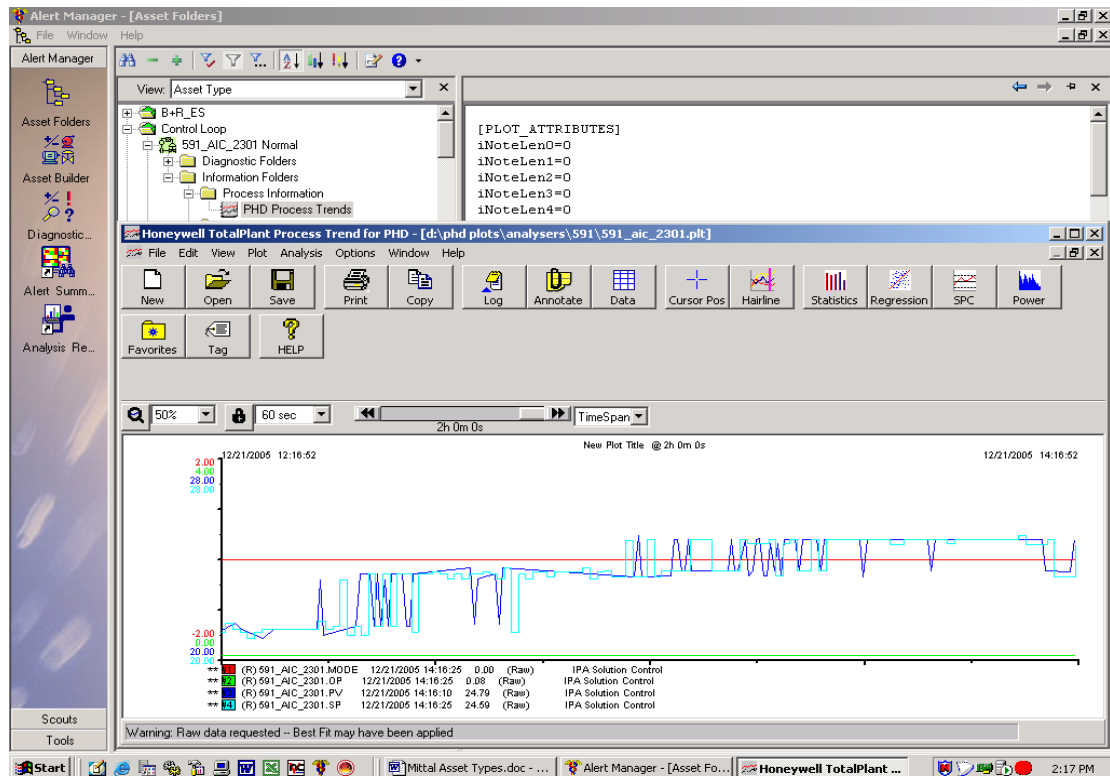 Alert Manager - [Asset Folders]
File Window Help
Alert Manager
Asset Folders
Asset Builder
Diagnostic...
Alert Summ...
Analysis Re...
Scouts
Tools
View: Asset Type
B+R_ES
Control Loop
591_AIC_2301 Normal
Diagnostic Folders
Information Folders
Process Information
PHD Process Trends
[PLOT_ATTRIBUTES]
iNoteLen0=0
iNoteLen1=0
iNoteLen2=0
iNoteLen3=0
iNoteLen4=0
Honeywell TotalPlant Process Trend for PHD - [d:\phd plots\analysers\591\591_aic_2301.plt]
File Edit View Plot Analysis Options Window Help
New Open Save Print Copy Log Annotate Data Cursor Pos Hairline Statistics Regression SPC Power
Favorites Tag HELP
50% 60 sec 2h 0m 0s TimeSpan
New Plot Title @ 2h 0m 0s
12/21/2005 12:16:52 12/21/2005 14:16:52
2.00
4.00
28.00
28.00
-2.00
0.00
20.00
20.00
** #1 (R) 591_AIC_2301.MODE 12/21/2005 14:16:25 0.00 (Raw) IPA Solution Control
** #2 (R) 591_AIC_2301.OP 12/21/2005 14:16:25 0.08 (Raw) IPA Solution Control
** #3 (R) 591_AIC_2301.PV 12/21/2005 14:16:10 24.79 (Raw) IPA Solution Control
** #4 (R) 591_AIC_2301.SP 12/21/2005 14:16:25 24.59 (Raw) IPA Solution Control
Warning: Raw data requested -- Best Fit may have been applied
Start Mittal Asset Types.doc - ... Alert Manager - [Asset Fo... Honeywell TotalPlant ... 2:17 PM